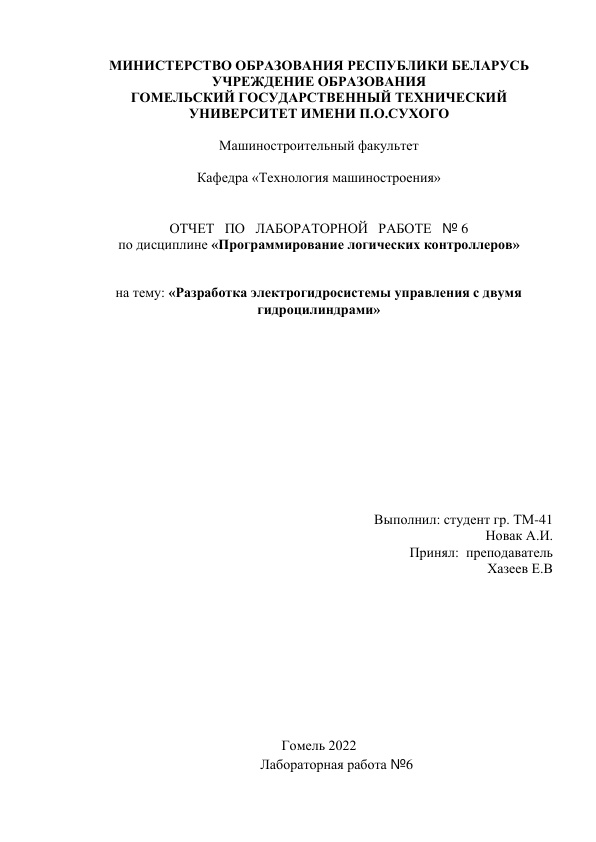 МИНИСТЕРСТВО ОБРАЗОВАНИЯ РЕСПУБЛИКИ БЕЛАРУСЬ
УЧРЕЖДЕНИЕ ОБРАЗОВАНИЯ
ГОМЕЛЬСКИЙ ГОСУДАРСТВЕННЫЙ ТЕХНИЧЕСКИЙ
УНИВЕРСИТЕТ ИМЕНИ П.О.СУХОГО
Машиностроительный факультет
Кафедра «Технология машиностроения»
ОТЧЕТ ПО ЛАБОРАТОРНОЙ РАБОТЕ № 6
по дисциплине «Программирование логических контроллеров»
на тему: «Разработка электрогидросистемы управления с двумя
гидроцилиндрами»
Выполнил: студент гр. ТМ-41
Новак А.И.
Принял: преподаватель
Хазеев Е.В
Гомель 2022
Лабораторная работа №6